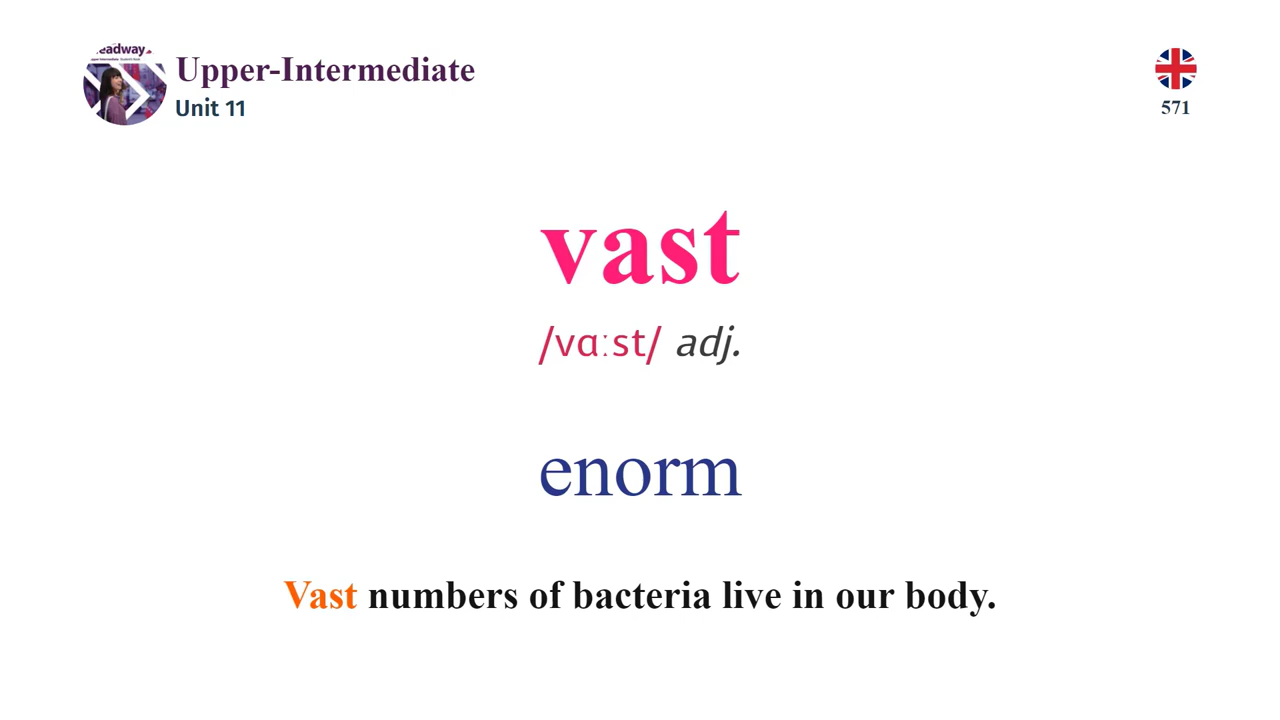 eadway
Upper-Intermediate
Unit 11
571
vast
/vɑːst/ adj.
enorm
Vast numbers of bacteria live in our body.